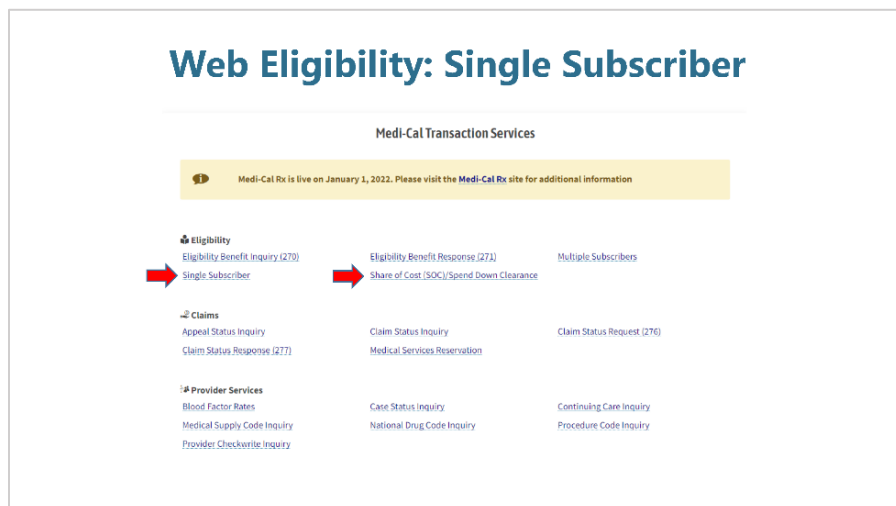 Web Eligibility: Single Subscriber
Medi-Cal Transaction Services
Medi-Cal Rx is live on January 1, 2022. Please visit the Medi-Cal Rx site for additional information
Eligibility
Eligibility Benefit Inquiry (270) Eligibility Benefit Response (271) Multiple Subscribers
Single Subscriber Share of Cost (SOC)/Spend Down Clearance
Claims
Appeal Status Inquiry Claim Status Inquiry Claim Status Request (276)
Claim Status Response (277) Medical Services Reservation
Provider Services
Blood Factor Rates Case Status Inquiry Continuing Care Inquiry
Medical Supply Code Inquiry National Drug Code Inquiry Procedure Code Inquiry
Provider Checkwrite Inquiry